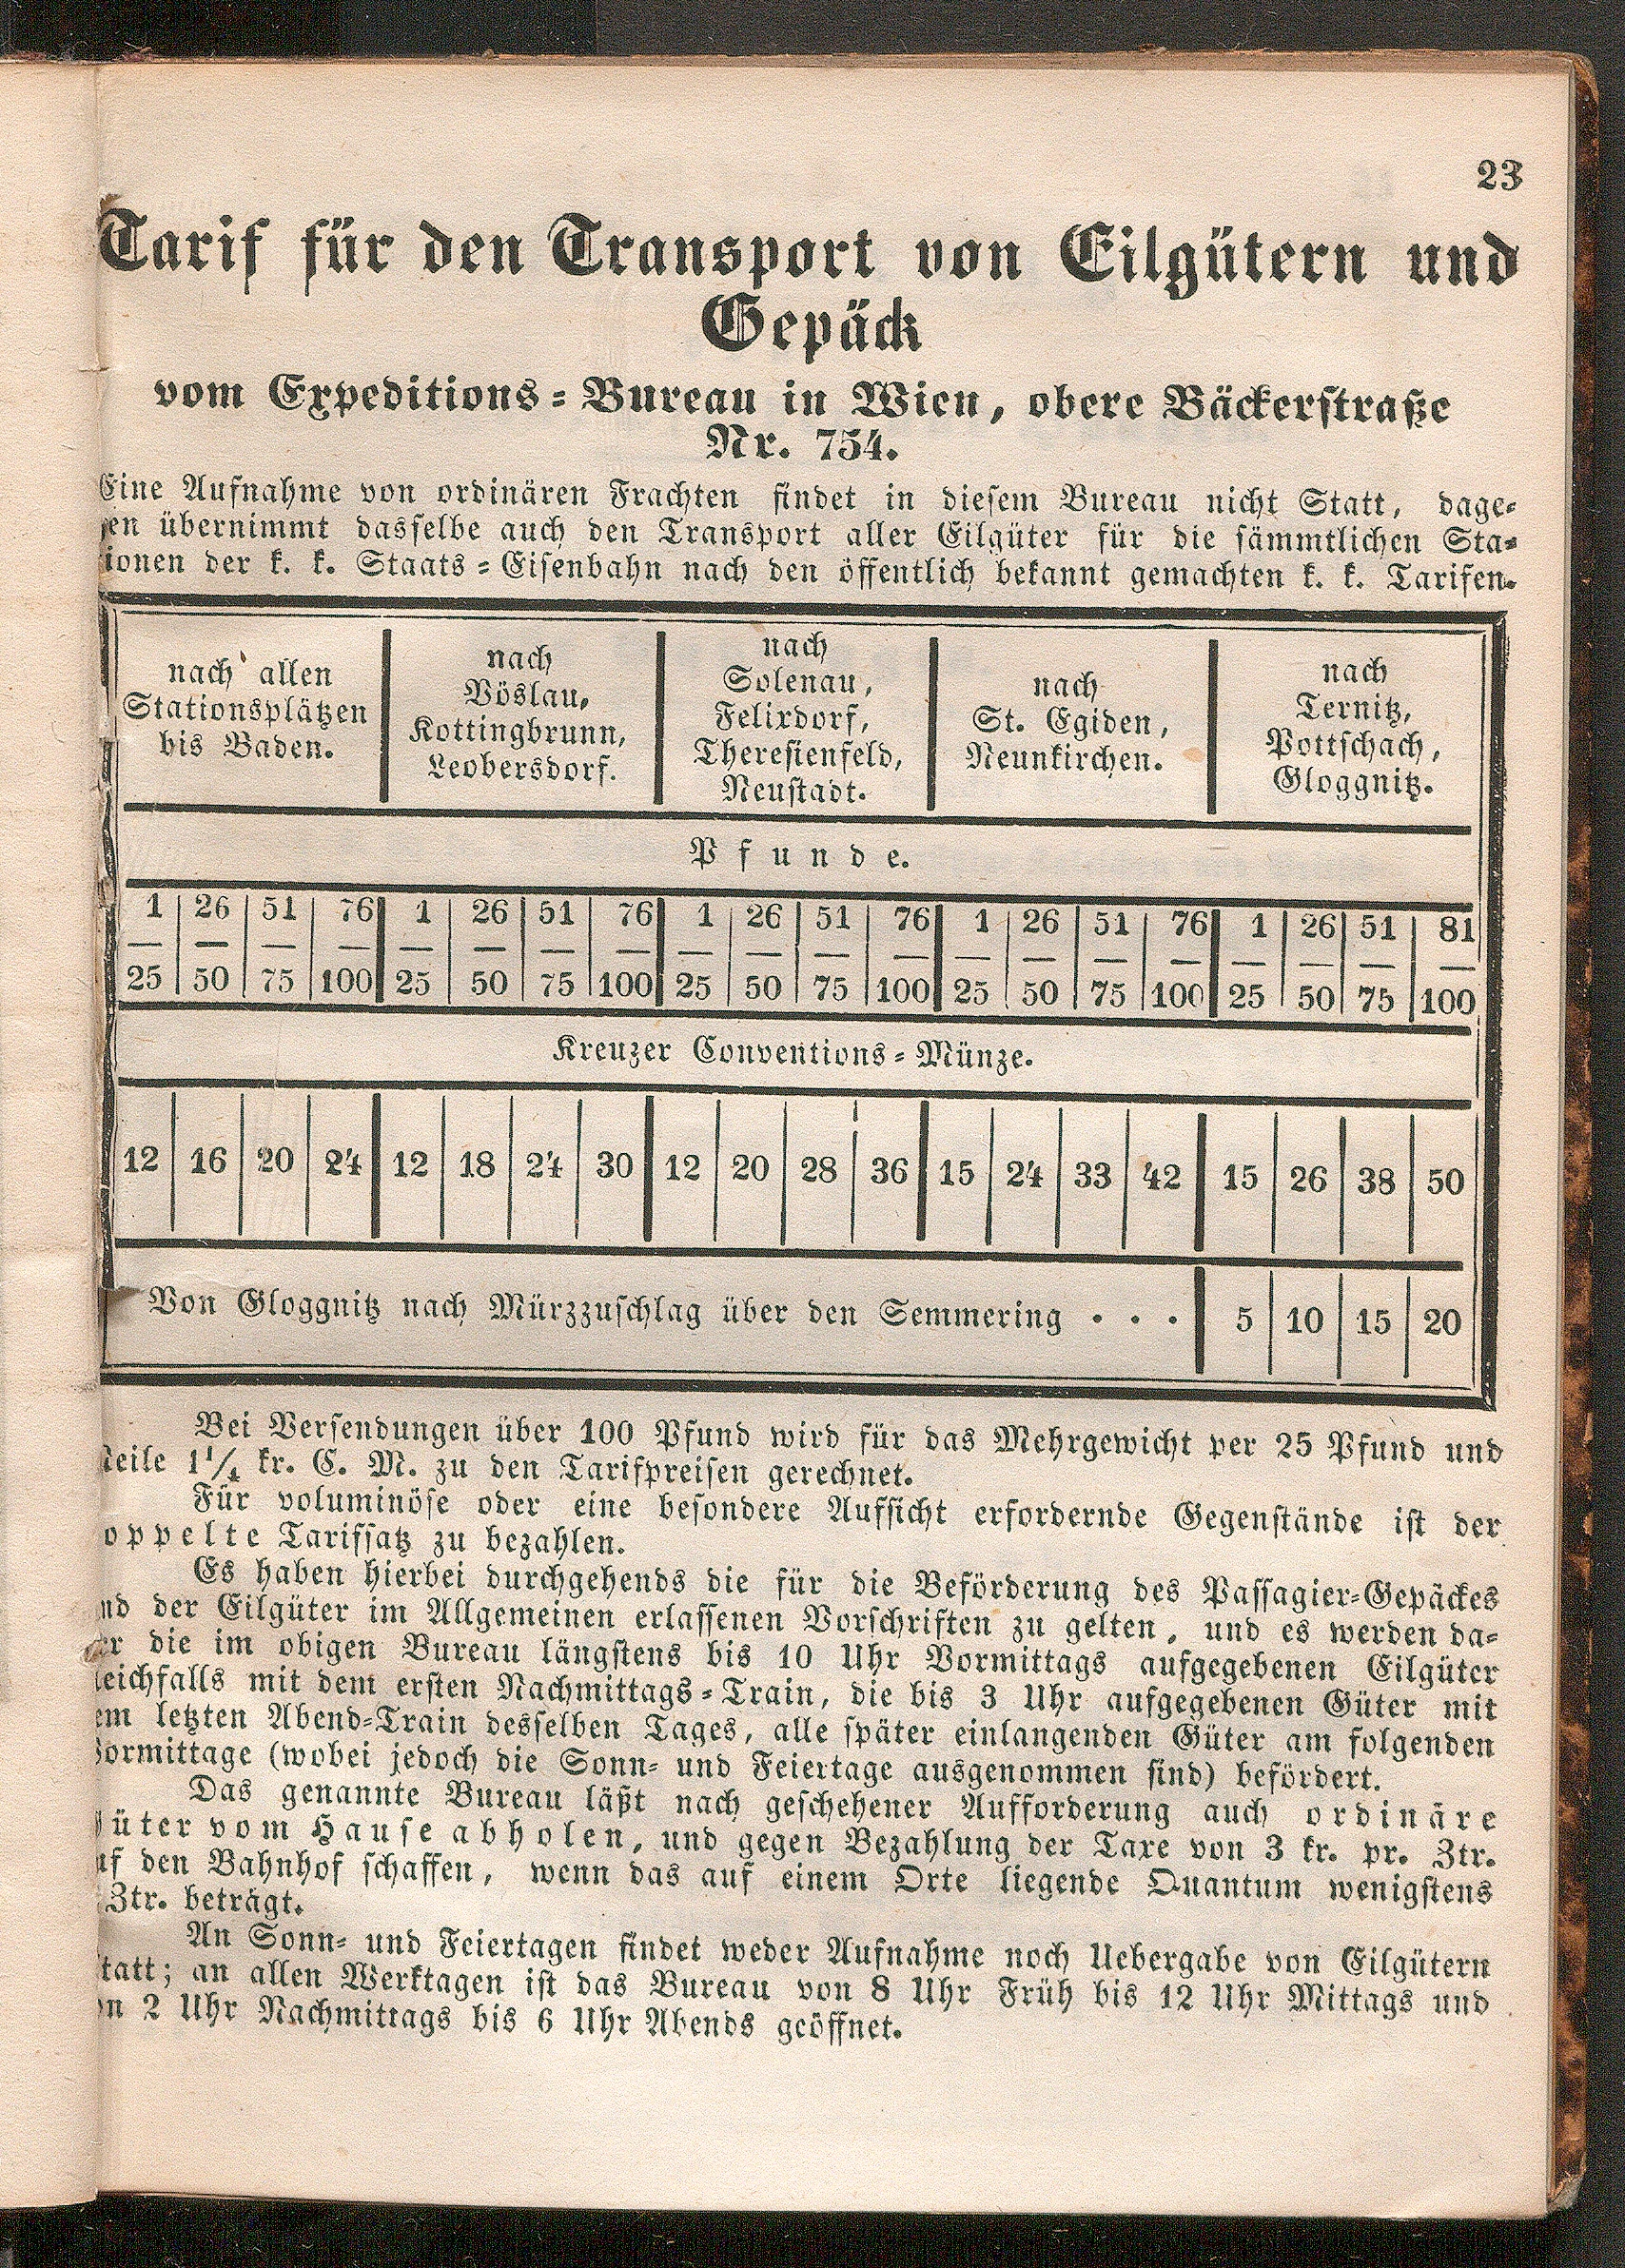 23
Tarif für den Transport von Eilgütern und
Gepäck
vom Expeditions-Bureau in Wien, obere Bäckerstraße
Nr. 754.
Eine Aufnahme von ordinären Frachten findet in diesem Bureau nicht Statt, dage-
en übernimmt dasselbe auch den Transport aller Eilgüter für die sämmtlichen Sta-
ionen der k. k. Staats-Eisenbahn nach den öffentlich bekannt gemachten k. k. Tarifen.
nach allen
Stationsplätzen
bis Baden.
nach
Vöslau,
Kottingbrunn,
Leobersdorf.
nach
Solenau,
Felixdorf,
Theresienfeld,
Neustadt.
nach
St. Egiden,
Neunkirchen.
nach
Ternitz,
Pottschach,
Gloggnitz.
Pfunde.
1 26 51 76 1 26 51 76 1 26 51 76 1 26 51 76 1 26 51 81
— — — — — — — — — — — — — — — — — — — —
25 50 75 100 25 50 75 100 25 50 75 100 25 50 75 100 25 50 75 100
Kreuzer Conventions-Münze.
12 16 20 24 12 18 24 30 12 20 28 36 15 24 33 42 15 26 38 50
Von Gloggnitz nach Mürzzuschlag über den Semmering . . . 5 10 15 20
Bei Versendungen über 100 Pfund wird für das Mehrgewicht per 25 Pfund und
eile 1 1/4 kr. C. M. zu den Tarifpreisen gerechnet.
Für voluminöse oder eine besondere Aufsicht erfordernde Gegenstände ist der
oppelte Tarifsatz zu bezahlen.
Es haben hierbei durchgehends die für die Beförderung des Passagier-Gepäckes
nd der Eilgüter im Allgemeinen erlassenen Vorschriften zu gelten, und es werden da-
er die im obigen Bureau längstens bis 10 Uhr Vormittags aufgegebenen Eilgüter
leichfalls mit dem ersten Nachmittags-Train, die bis 3 Uhr aufgegebenen Güter mit
em letzten Abend-Train desselben Tages, alle später einlangenden Güter am folgenden
Vormittage (wobei jedoch die Sonn- und Feiertage ausgenommen sind) befördert.
Das genannte Bureau läßt nach geschehener Aufforderung auch ordinäre
üter vom Hause abholen, und gegen Bezahlung der Taxe von 3 kr. pr. Ztr.
uf den Bahnhof schaffen, wenn das auf einem Orte liegende Quantum wenigstens
Ztr. beträgt.
An Sonn- und Feiertagen findet weder Aufnahme noch Uebergabe von Eilgütern
tatt; an allen Werktagen ist das Bureau von 8 Uhr Früh bis 12 Uhr Mittags und
on 2 Uhr Nachmittags bis 6 Uhr Abends geöffnet.